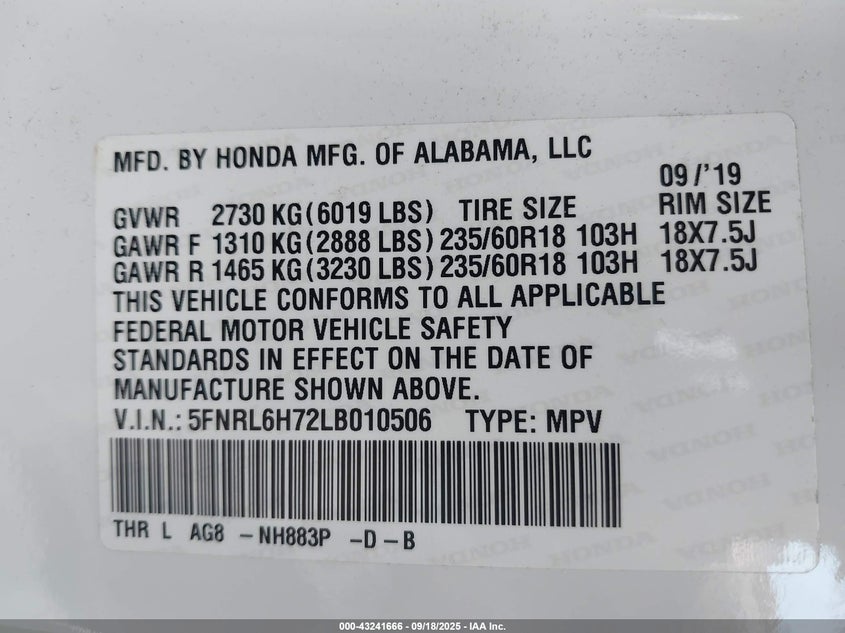 MFD. BY HONDA MFG. OF ALABAMA, LLC
09/'19
GVWR 2730 KG(6019 LBS) TIRE SIZE RIM SIZE
GAWR F 1310 KG(2888 LBS) 235/60R18 103H 18X7.5J
GAWR R 1465 KG(3230 LBS) 235/60R18 103H 18X7.5J
THIS VEHICLE CONFORMS TO ALL APPLICABLE
FEDERAL MOTOR VEHICLE SAFETY
STANDARDS IN EFFECT ON THE DATE OF
MANUFACTURE SHOWN ABOVE.
V.I.N.: 5FNRL6H72LB010506 TYPE: MPV
THR L AG8 -NH883P -D-B
000-43241666 - 09/18/2025 - IAA Inc.